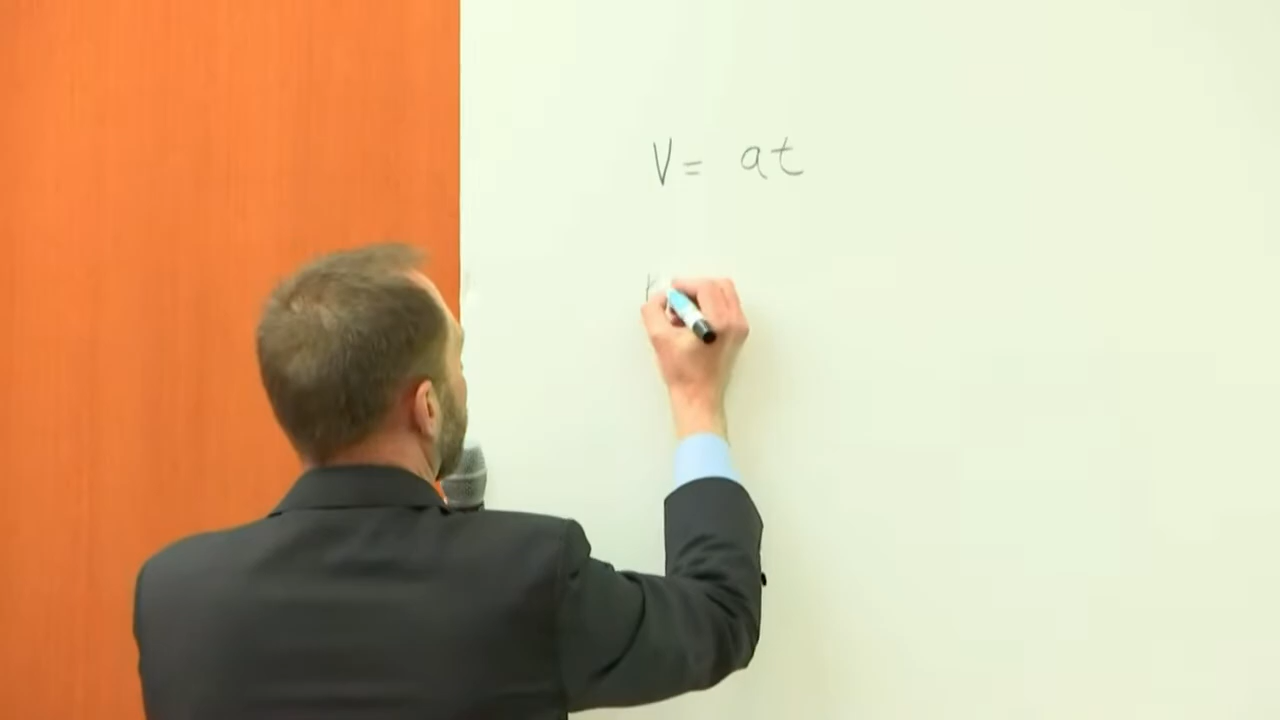 V = at